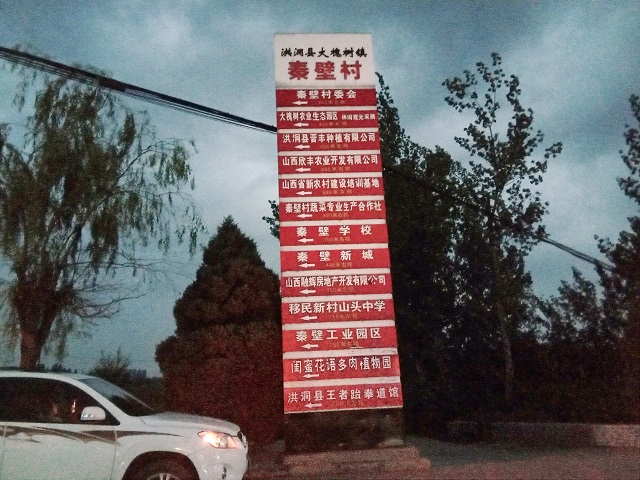 洪洞县大槐树镇
秦壁村
秦壁村委会
大槐树农业生态园区 休闲观光采摘
洪洞县晋丰种植有限公司
山西欣丰农业开发有限公司
山西省新农村建设培训基地
秦壁村蔬菜专业生产合作社
秦壁学校
秦壁新城
山西融辉房地产开发有限公司
移民新村山头中学
秦壁工业园区
闺蜜花语多肉植物园
洪洞县王者跆拳道馆